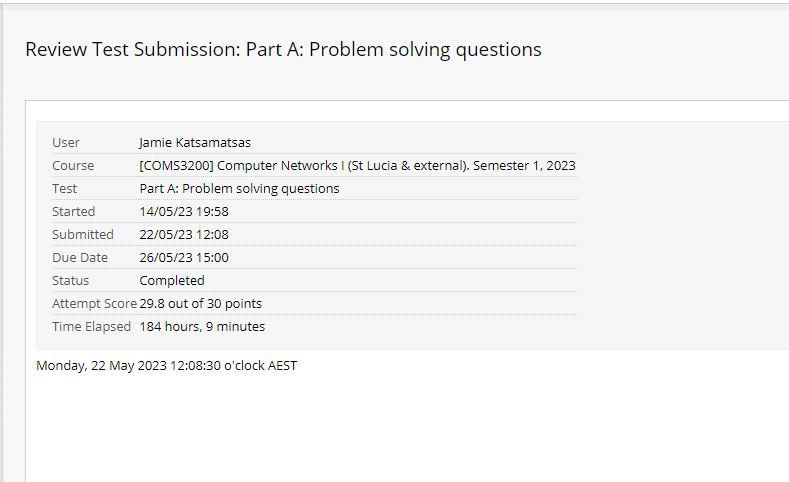 Review Test Submission: Part A: Problem solving questions
User Jamie Katsamatsas
Course [COMS3200] Computer Networks I (St Lucia & external). Semester 1, 2023
Test Part A: Problem solving questions
Started 14/05/23 19:58
Submitted 22/05/23 12:08
Due Date 26/05/23 15:00
Status Completed
Attempt Score 29.8 out of 30 points
Time Elapsed 184 hours, 9 minutes
Monday, 22 May 2023 12:08:30 o'clock AEST